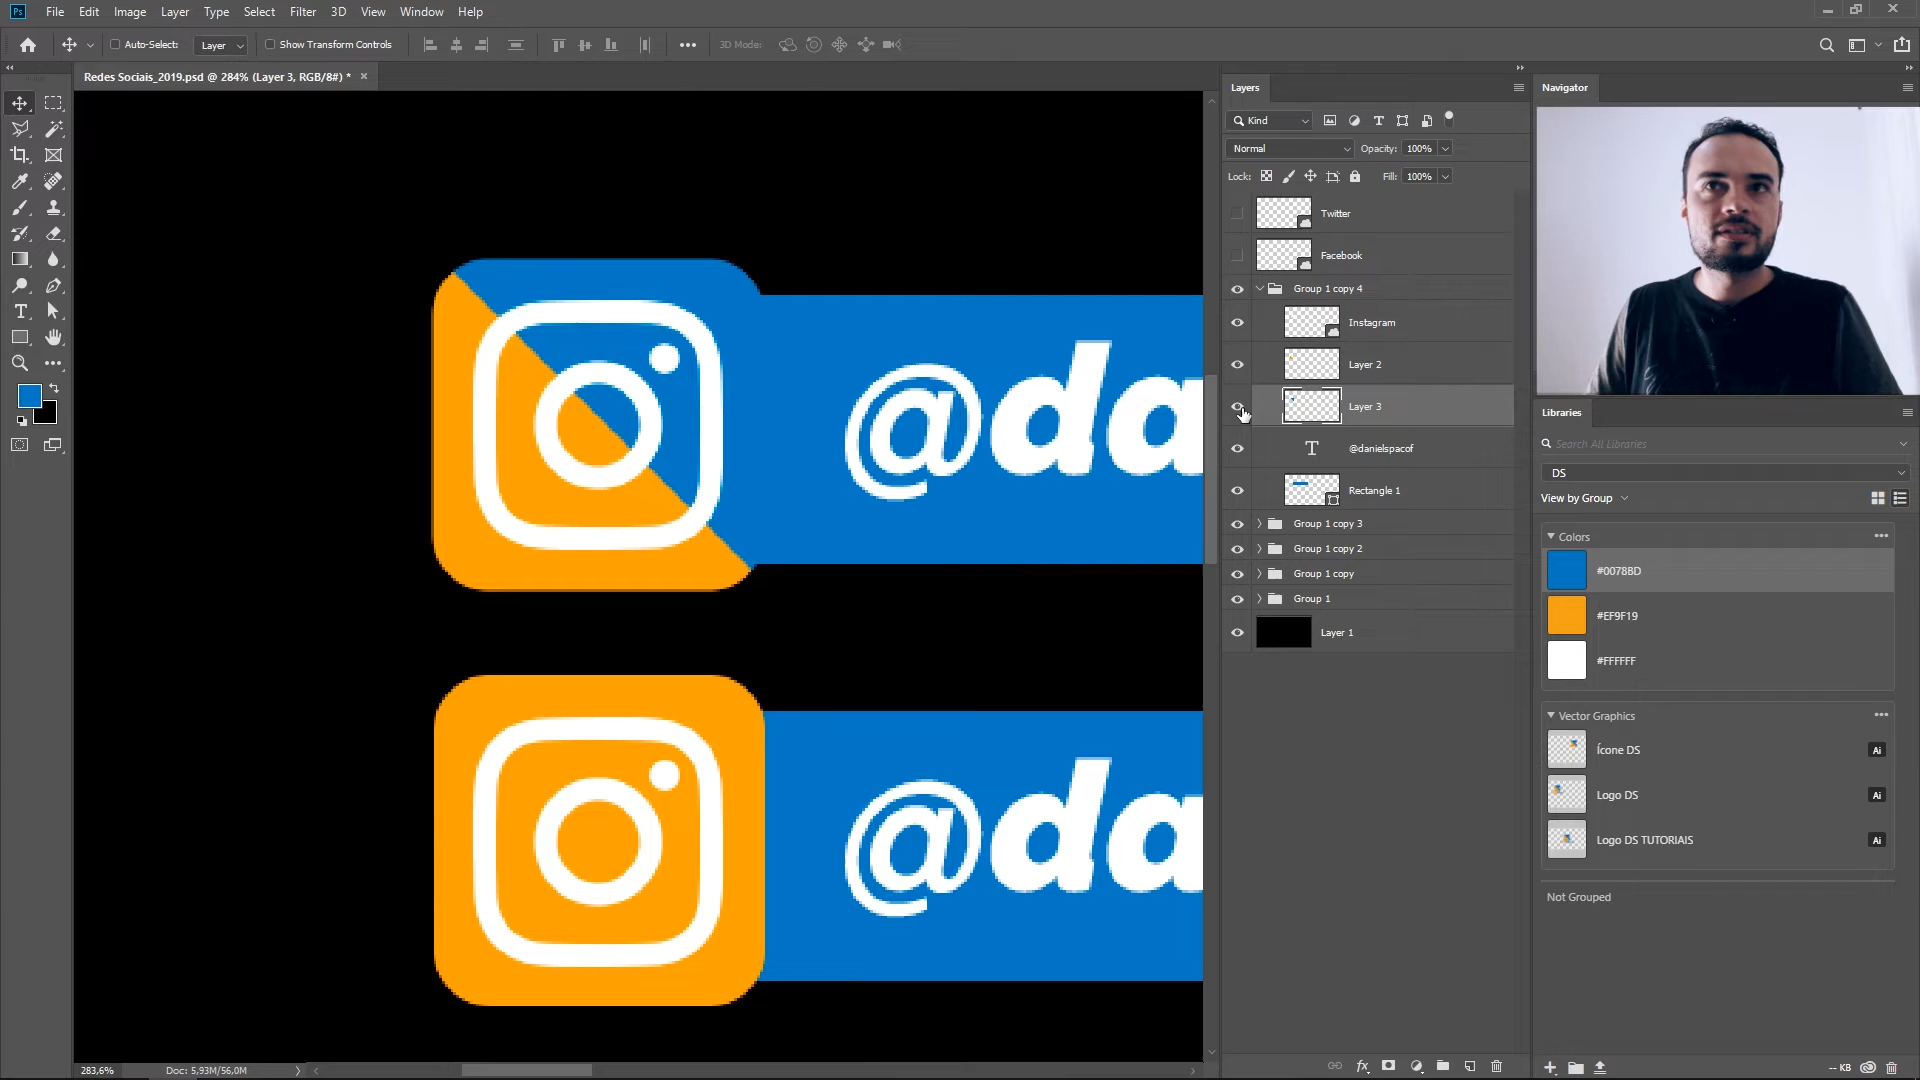 Ps File Edit Image Layer Type Select Filter 3D View Window Help
Auto-Select: Layer Show Transform Controls 3D Mode:
Redes Sociais_2019.psd @ 284% (Layer 3, RGB/8#) *
@da
@da
283,6% Doc: 5,93M/56,0M
Layers
Kind
Normal Opacity: 100%
Lock: Fill: 100%
Twitter
Facebook
Group 1 copy 4
Instagram
Layer 2
Layer 3
@danielspacof
Rectangle 1
Group 1 copy 3
Group 1 copy 2
Group 1 copy
Group 1
Layer 1
Navigator
Libraries
Search All Libraries
DS
View by Group
Colors
#0078BD
#EF9F19
#FFFFFF
Vector Graphics
Ícone DS Ai
Logo DS Ai
Logo DS TUTORIAIS Ai
Not Grouped
-- KB